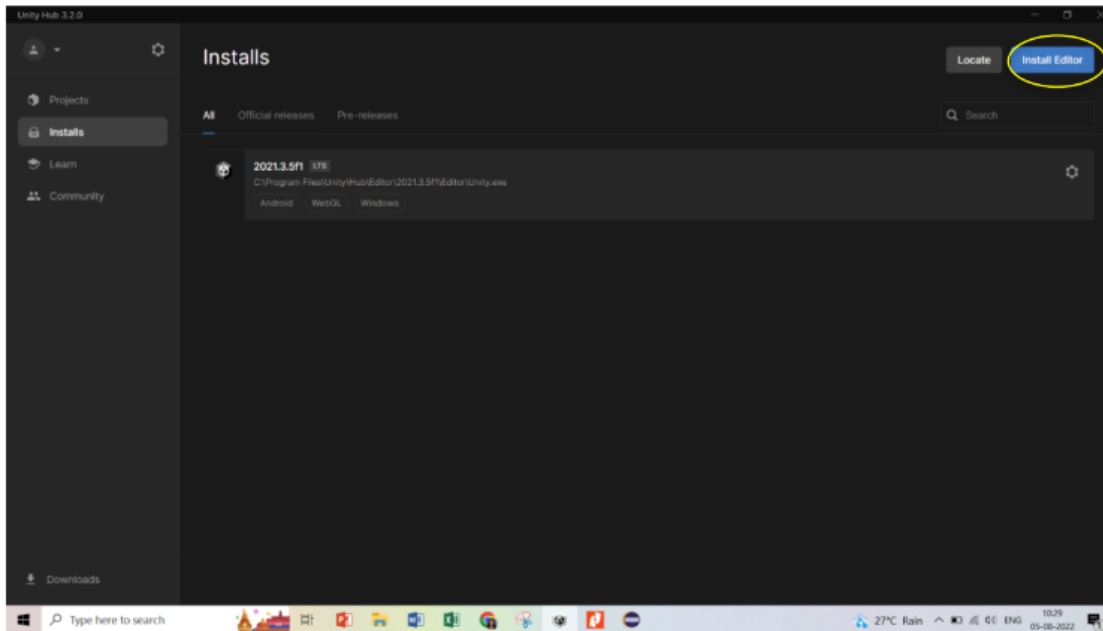 Unity Hub 3.2.0
Installs
Locate
Install Editor
Projects
Installs
Learn
Community
All Official releases Pre-releases
Search
2021.3.5f1 LTS
C:\Program Files\Unity\Hub\Editor\2021.3.5f1\Editor\Unity.exe
Android WebGL Windows
Downloads
Type here to search
27°C Rain
ENG
10:29
05-08-2022